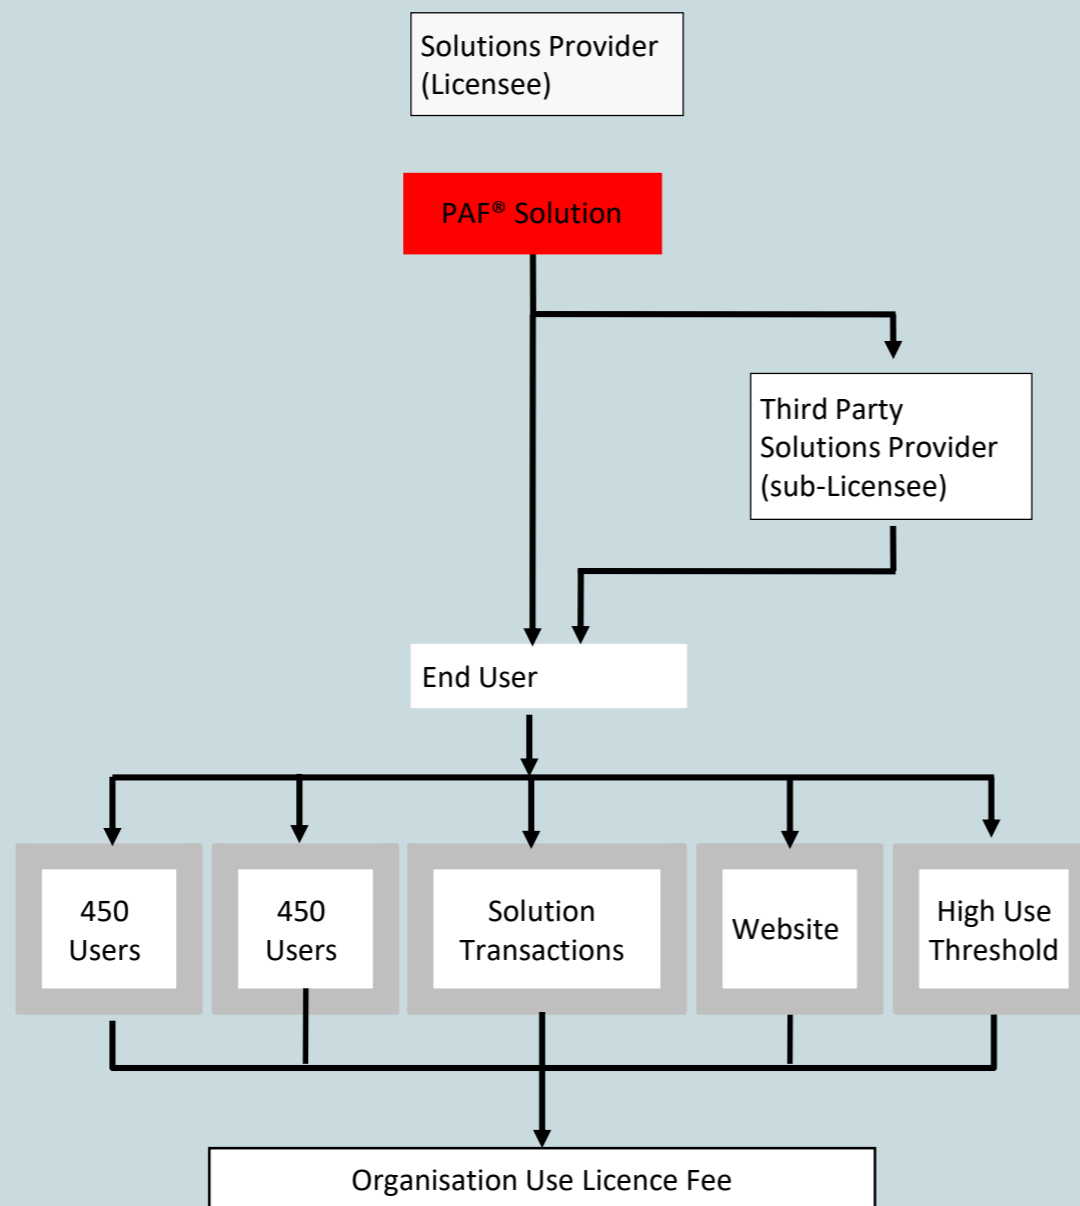 Solutions Provider
(Licensee)
PAF® Solution
Third Party
Solutions Provider
(sub-Licensee)
End User
450
Users
450
Users
Solution
Transactions
Website
High Use
Threshold
Organisation Use Licence Fee